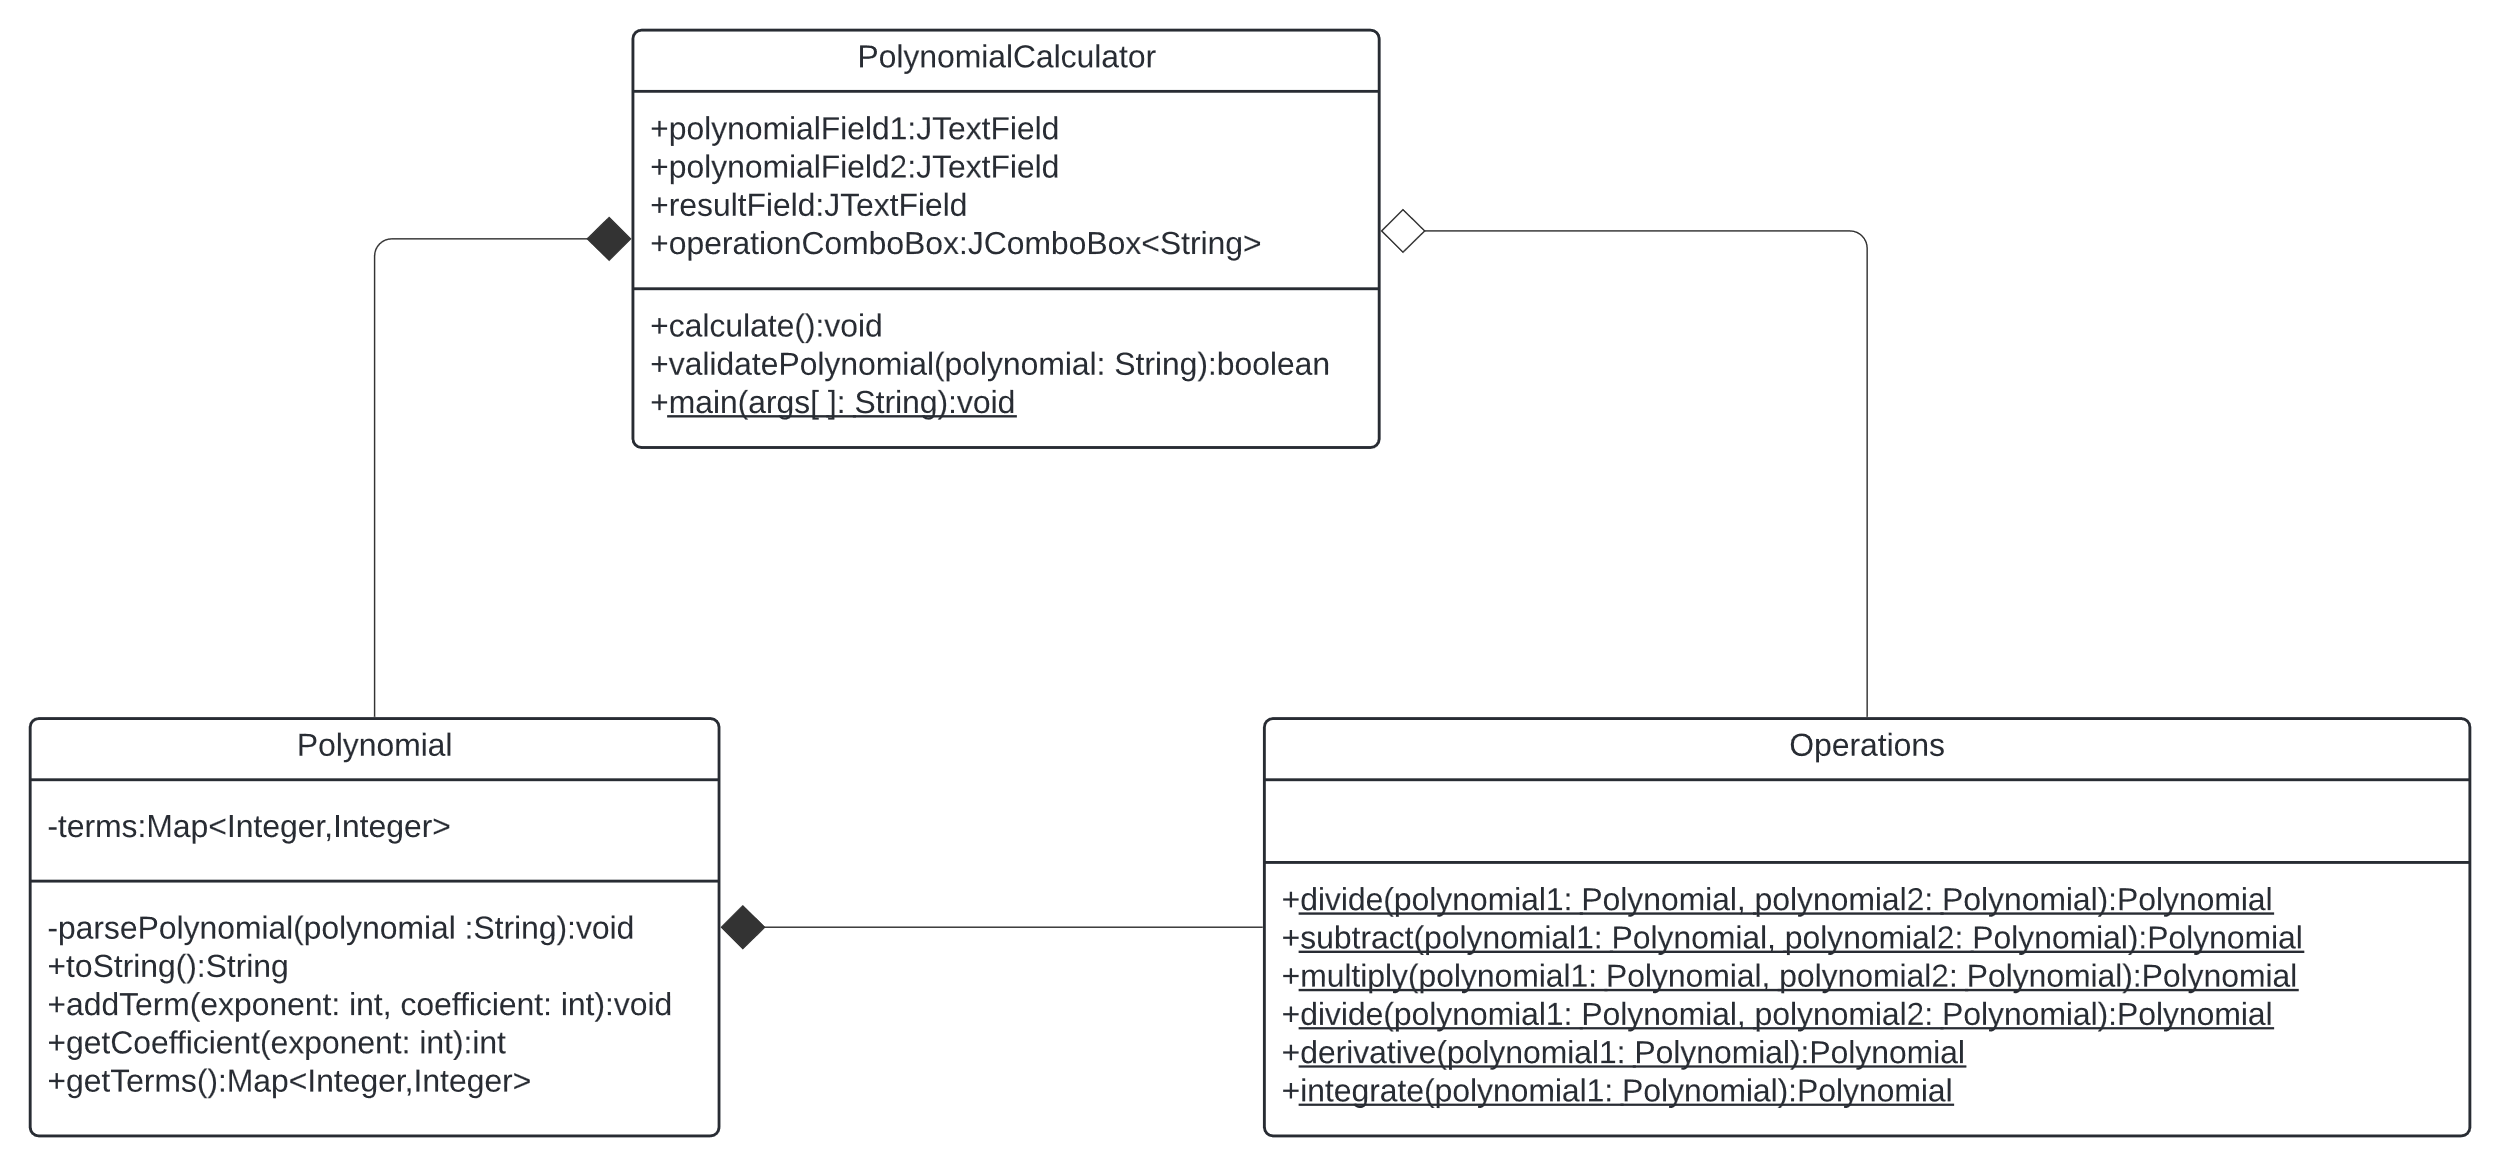 PolynomialCalculator
+polynomialField1:JTextField
+polynomialField2:JTextField
+resultField:JTextField
+operationComboBox:JComboBox<String>
+calculate():void
+validatePolynomial(polynomial: String):boolean
+main(args[ ]: String):void
Polynomial
-terms:Map<Integer,Integer>
-parsePolynomial(polynomial :String):void
+toString():String
+addTerm(exponent: int, coefficient: int):void
+getCoefficient(exponent: int):int
+getTerms():Map<Integer,Integer>
Operations
+divide(polynomial1: Polynomial, polynomial2: Polynomial):Polynomial
+subtract(polynomial1: Polynomial, polynomial2: Polynomial):Polynomial
+multiply(polynomial1: Polynomial, polynomial2: Polynomial):Polynomial
+divide(polynomial1: Polynomial, polynomial2: Polynomial):Polynomial
+derivative(polynomial1: Polynomial):Polynomial
+integrate(polynomial1: Polynomial):Polynomial